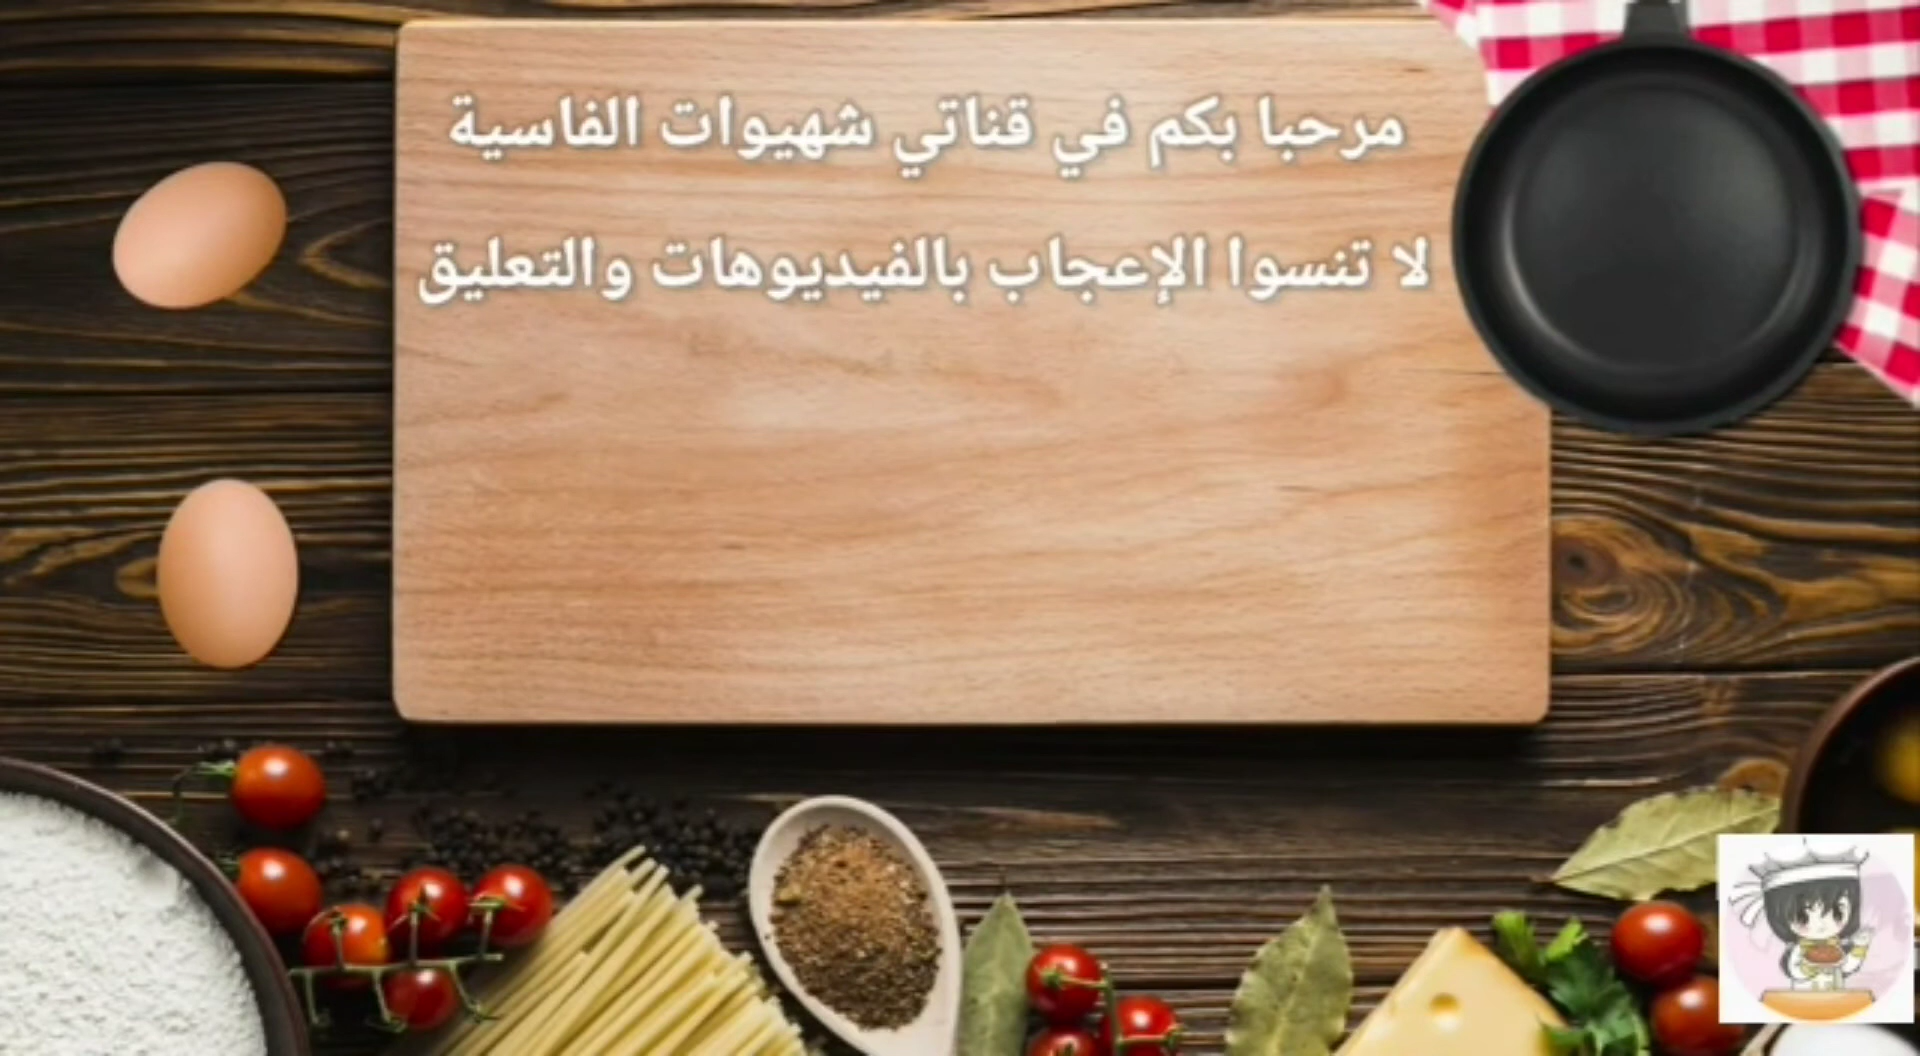 مرحبا بكم في قناتي شهيوات الفاسية
لا تنسوا الإعجاب بالفيديوهات والتعليق